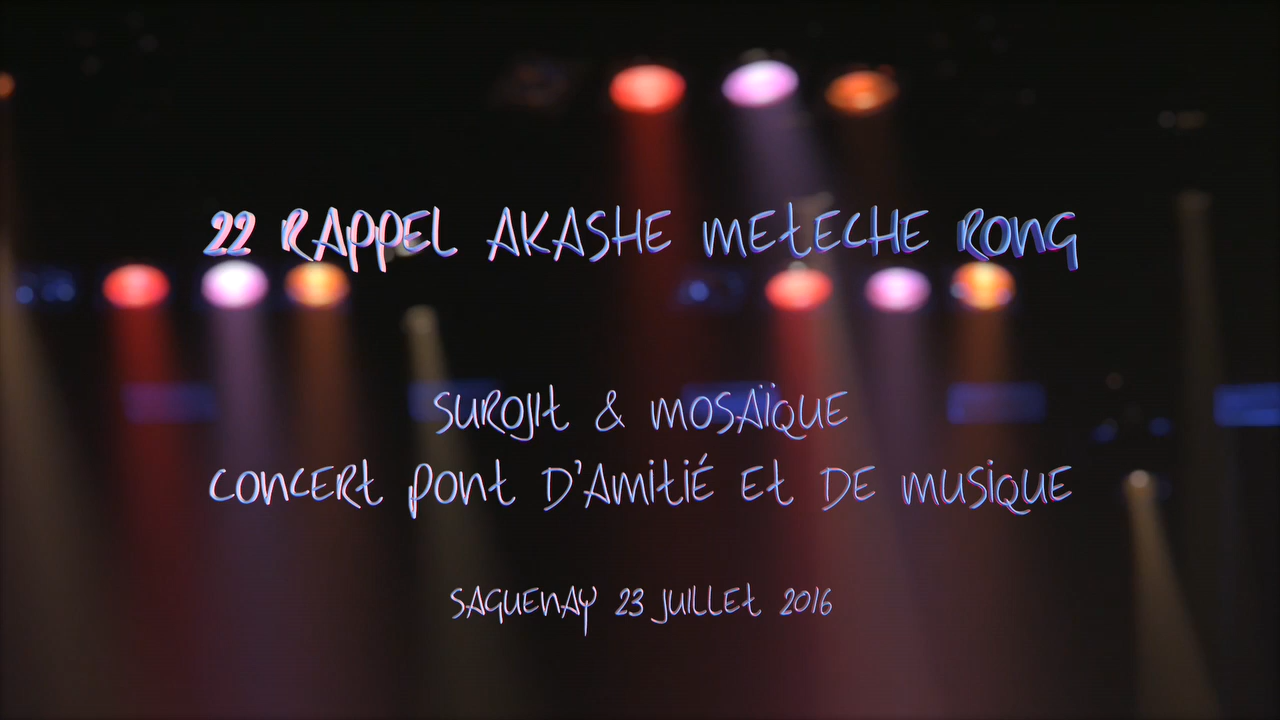 22 RAPPEL AKASHE METECHE RONG
SUROJIT & MOSAÏQUE
CONCERT PONT D'AMITIÉ ET DE MUSIQUE
SAGUENAY 23 JUILLET 2016